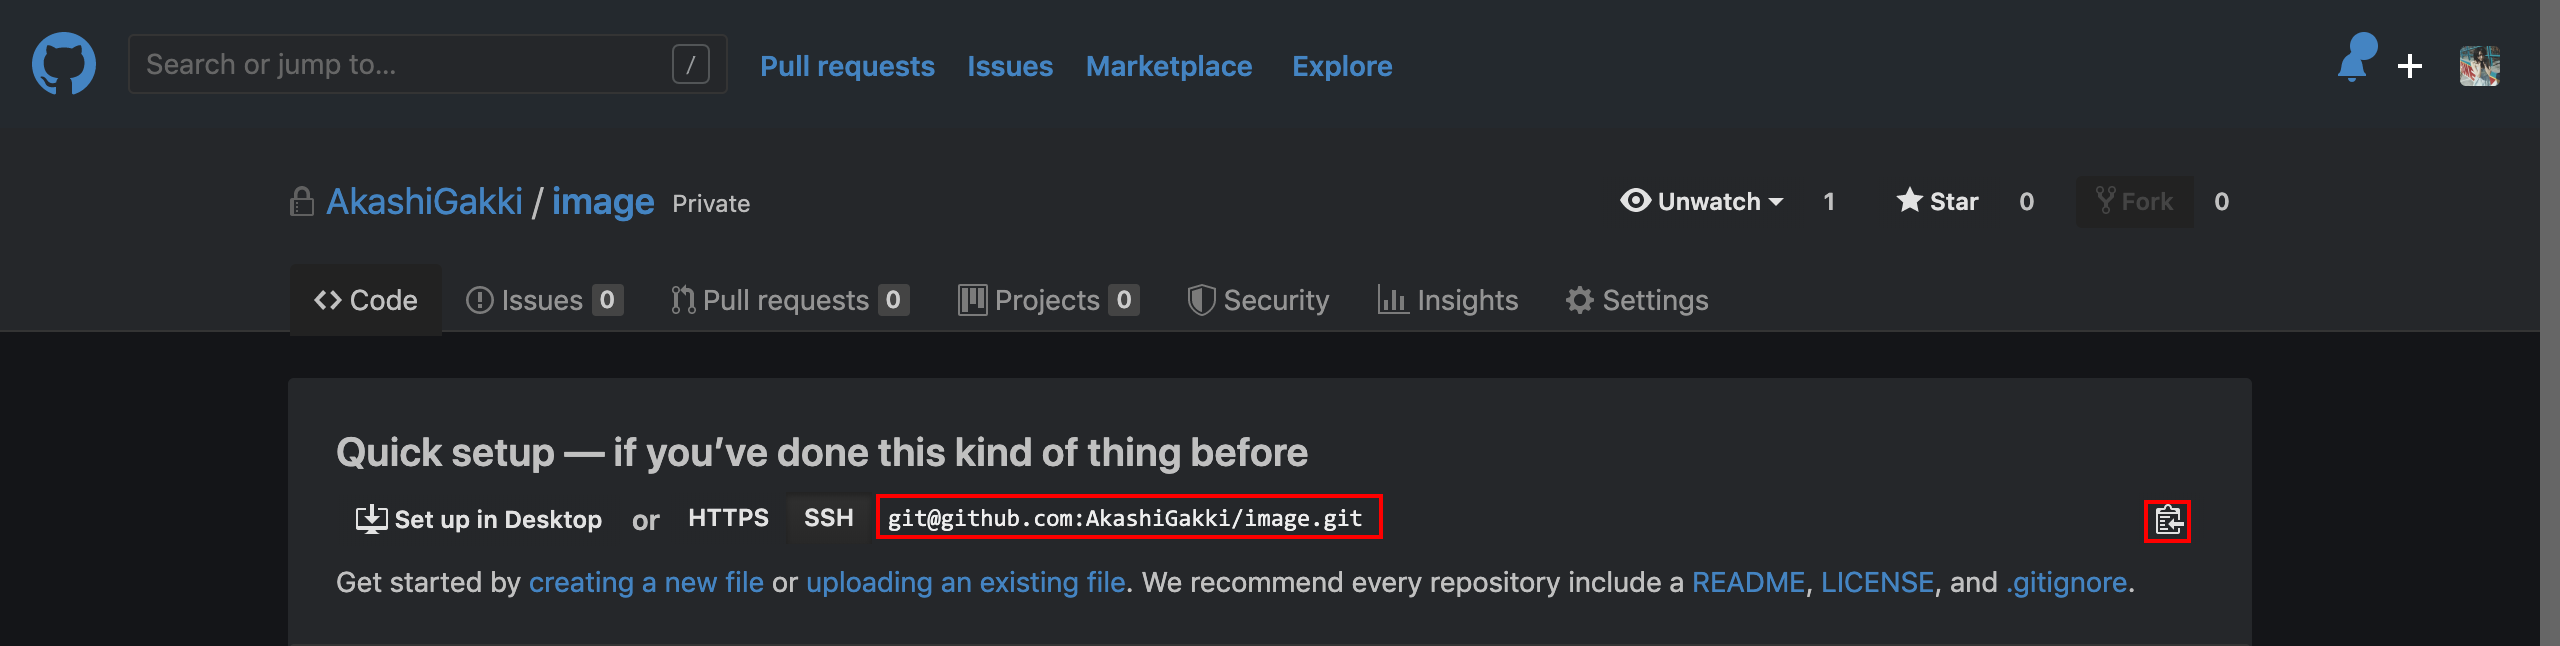 Search or jump to... / Pull requests Issues Marketplace Explore
AkashiGakki / image Private Unwatch 1 Star 0 Fork 0
Code Issues 0 Pull requests 0 Projects 0 Security Insights Settings
Quick setup — if you’ve done this kind of thing before
Set up in Desktop or HTTPS SSH git@github.com:AkashiGakki/image.git
Get started by creating a new file or uploading an existing file. We recommend every repository include a README, LICENSE, and .gitignore.